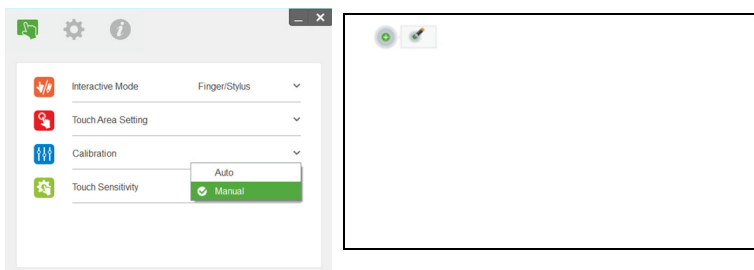 Interactive Mode Finger/Stylus
Touch Area Setting
Calibration
Auto
Touch Sensitivity
Manual